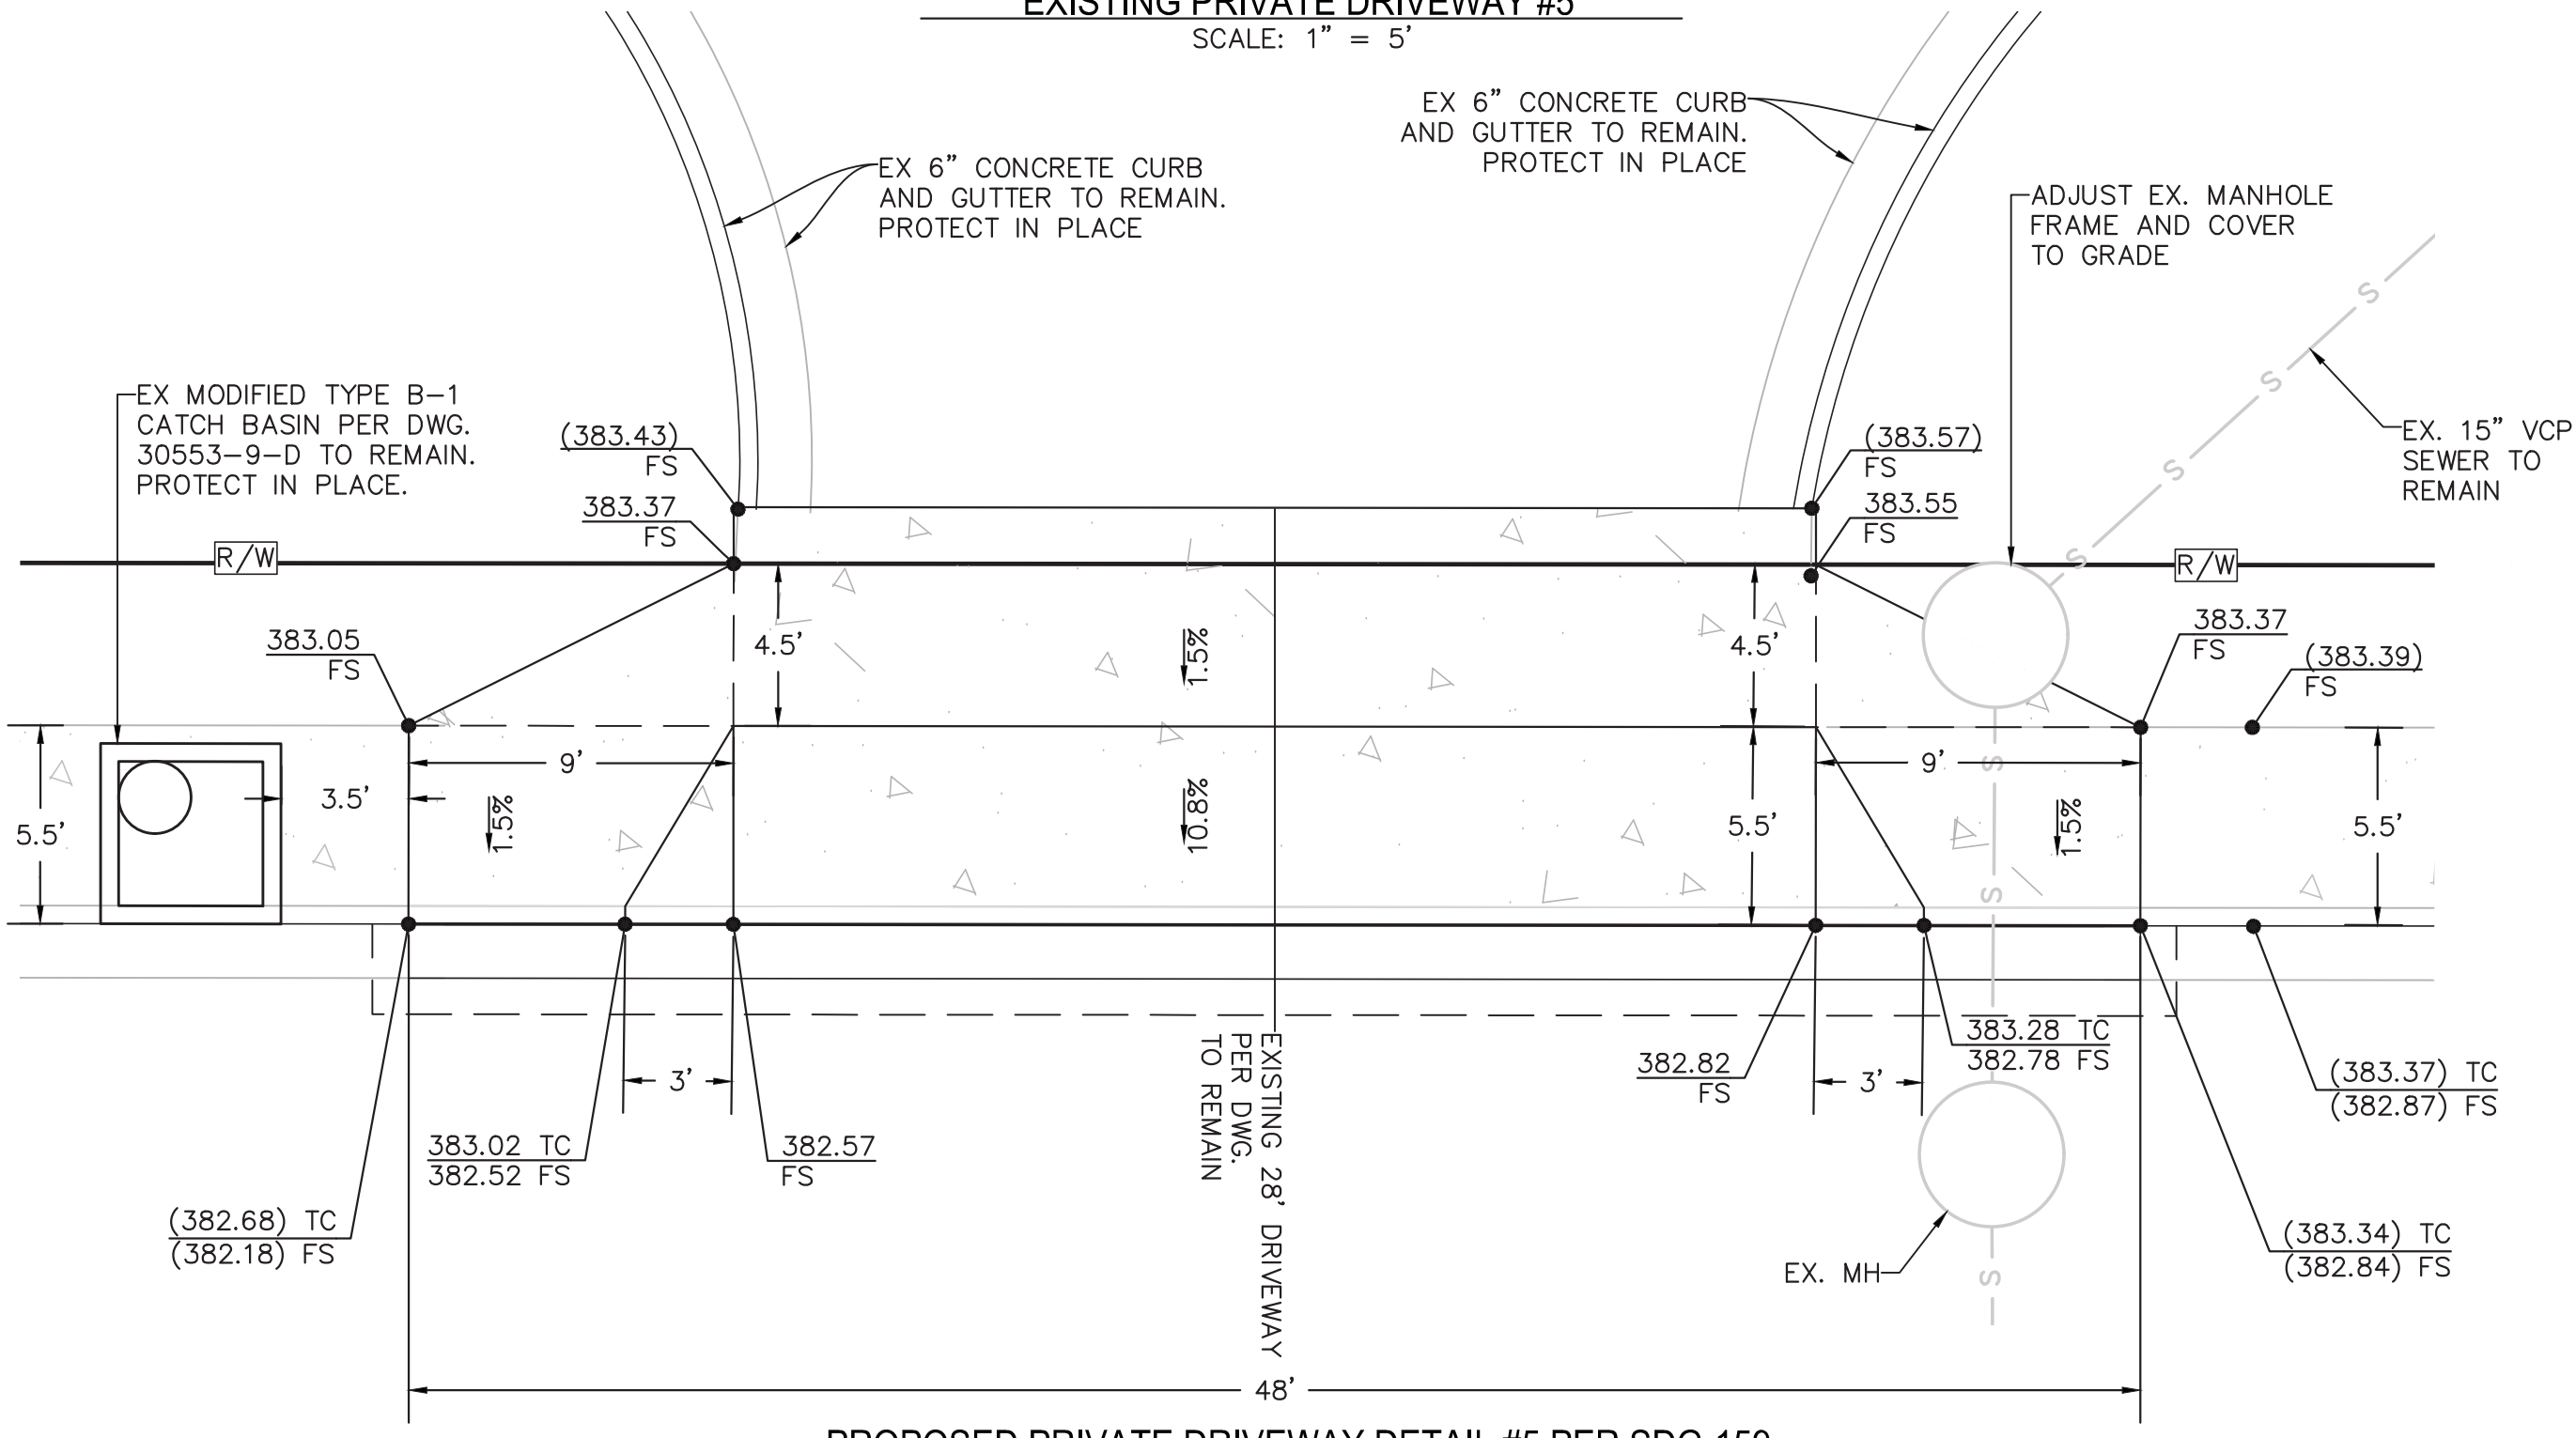 EXISTING PRIVATE DRIVEWAY #5
SCALE: 1” = 5’
EX 6” CONCRETE CURB
AND GUTTER TO REMAIN.
PROTECT IN PLACE
EX 6” CONCRETE CURB
AND GUTTER TO REMAIN.
PROTECT IN PLACE
ADJUST EX. MANHOLE
FRAME AND COVER
TO GRADE
S
S
S
S
EX. 15” VCP
SEWER TO
REMAIN
EX MODIFIED TYPE B-1
CATCH BASIN PER DWG.
30553-9-D TO REMAIN.
PROTECT IN PLACE.
(383.43)
FS
383.37
FS
(383.57)
FS
383.55
FS
R/W
R/W
383.05
FS
4.5’
1.5%
4.5’
383.37
FS
(383.39)
FS
9’
9’
S
3.5’
5.5’
1.5%
10.8%
5.5’
1.5%
5.5’
S
3’
3’
382.82
FS
383.28 TC
382.78 FS
(383.37) TC
(382.87) FS
383.02 TC
382.52 FS
382.57
FS
EXISTING 28’ DRIVEWAY
PER DWG.
TO REMAIN
(382.68) TC
(382.18) FS
(383.34) TC
(382.84) FS
EX. MH
S
48’
PROPOSED PRIVATE DRIVEWAY DETAIL #5 PER SDG-159